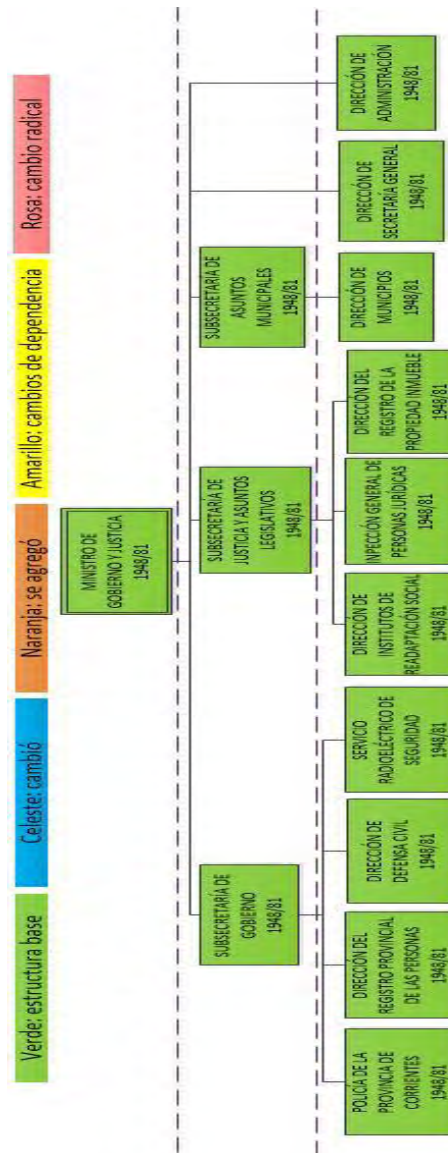 Verde: estructura base
Celeste: cambió
Naranja: se agregó
Amarillo: cambios de dependencia
Rosa: cambio radical
MINISTRO DE
GOBIERNO Y JUSTICIA
1948/81
SUBSECRETARÍA DE
GOBIERNO
1948/81
SUBSECRETARÍA DE
JUSTICIA Y ASUNTOS
LEGISLATIVOS
1948/81
SUBSECRETARIA DE
ASUNTOS
MUNICIPALES
1948/81
POLICÍA DE LA
PROVINCIA DE
CORRIENTES
1948/81
DIRECCIÓN DEL
REGISTRO PROVINCIAL
DE LAS PERSONAS
1948/81
DIRECCIÓN DE
DEFENSA CIVIL
1948/81
SERVICIO
RADIOELÉCTRICO DE
SEGURIDAD
1948/81
DIRECCIÓN DE
INSTITUTOS DE
READAPTACIÓN SOCIAL
1948/81
INPECCIÓN GENERAL DE
PERSONAS JURÍDICAS
1948/81
DIRECCIÓN DEL
REGISTRO DE LA
PROPIEDAD INMUEBLE
1948/81
DIRECCIÓN DE
MUNICIPIOS
1948/81
DIRECCIÓN DE
SECRETARÍA GENERAL
1948/81
DIRECCIÓN DE
ADMINISTRACIÓN
1948/81